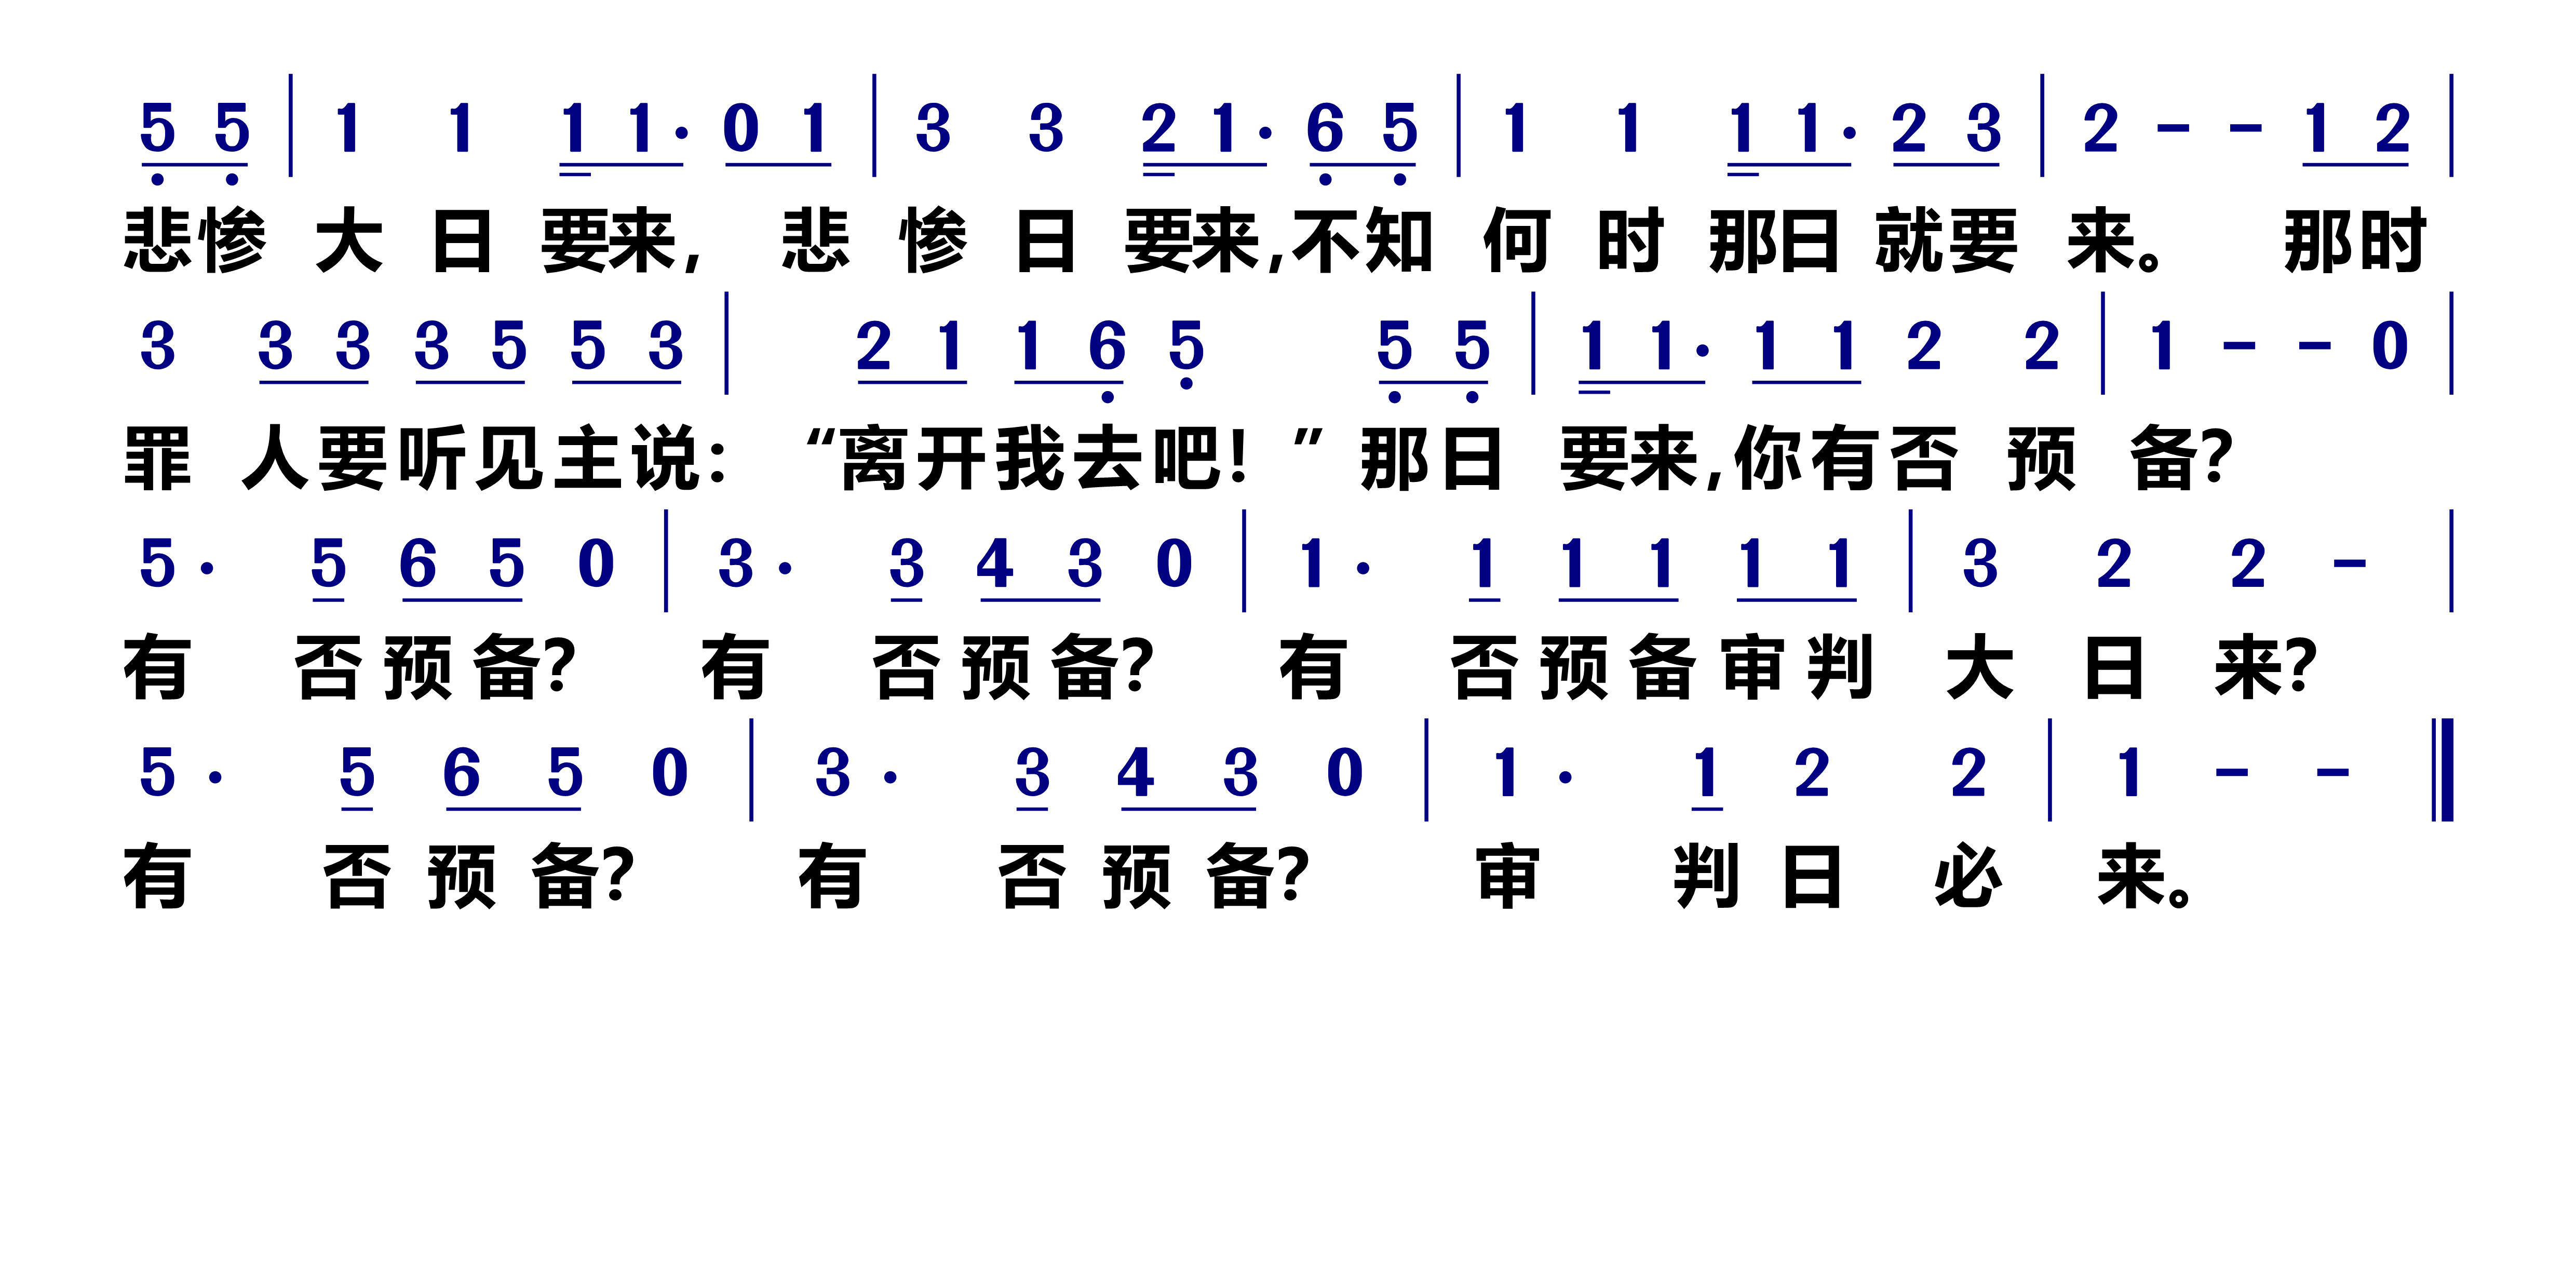 5 5 | 1 1 1 1· 0 1 | 3 3 2 1· 6 5 | 1 1 1 1· 2 3 | 2 – – 1 2 |
悲惨 大 日 要来, 悲 惨 日 要来,不知 何 时 那日 就要 来。 那时
3 3 3 3 5 5 3 | 2 1 1 6 5 5 5 | 1 1· 1 1 2 2 | 1 – – 0 |
罪 人要听见主说: “离开我去吧! ” 那日 要来,你有否 预 备?
5· 5 6 5 0 | 3· 3 4 3 0 | 1· 1 1 1 1 1 | 3 2 2 – |
有 否预备? 有 否预备? 有 否预备审判 大 日 来?
5· 5 6 5 0 | 3· 3 4 3 0 | 1· 1 2 2 | 1 – –
有 否 预 备? 有 否 预 备? 审 判 日 必 来。